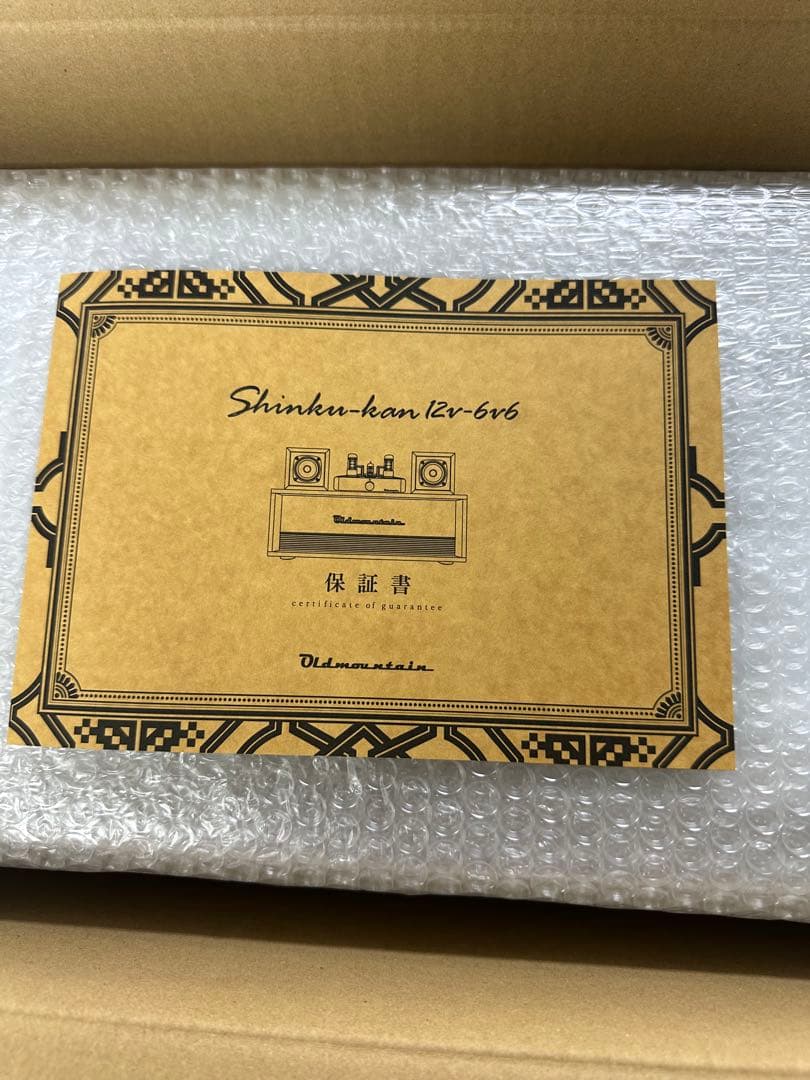 Shinku-kan 12v-6v6
Oldmountain
保証書
certificate of guarantee
Oldmountain